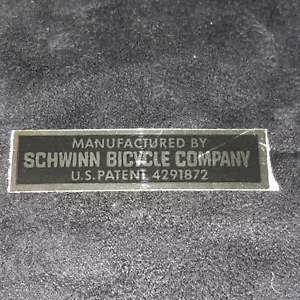 MANUFACTURED BY
SCHWINN BICYCLE COMPANY
U.S. PATENT 4291872